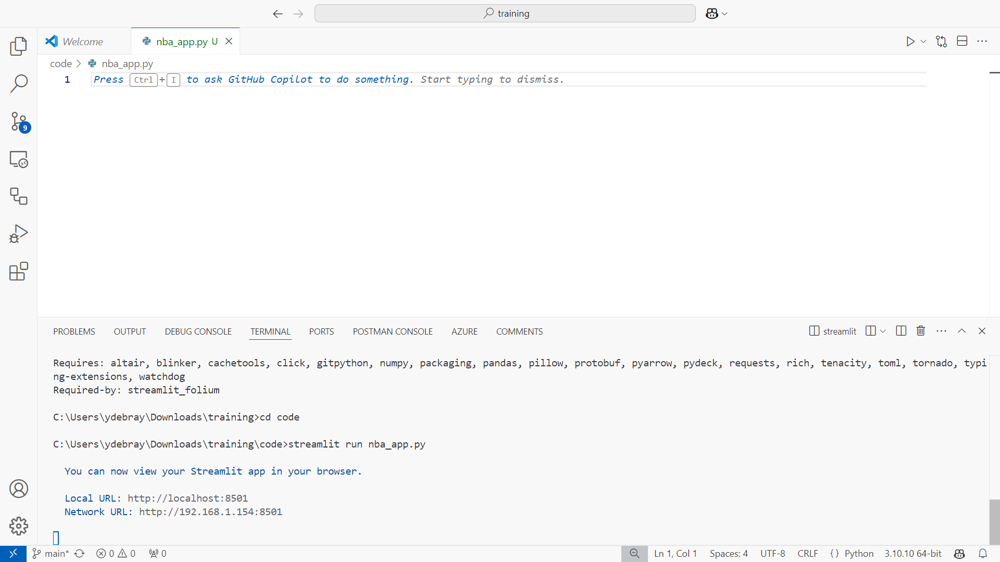 training
Welcome
nba_app.py U
code > nba_app.py
1 Press Ctrl+I to ask GitHub Copilot to do something. Start typing to dismiss.
9
PROBLEMS OUTPUT DEBUG CONSOLE TERMINAL PORTS POSTMAN CONSOLE AZURE COMMENTS streamlit
Requires: altair, blinker, cachetools, click, gitpython, numpy, packaging, pandas, pillow, protobuf, pyarrow, pydeck, requests, rich, tenacity, toml, tornado, typi
ng-extensions, watchdog
Required-by: streamlit_folium
C:\Users\ydebray\Downloads\training>cd code
C:\Users\ydebray\Downloads\training\code>streamlit run nba_app.py
You can now view your Streamlit app in your browser.
Local URL: http://localhost:8501
Network URL: http://192.168.1.154:8501
main* 0 0 0 Ln 1, Col 1 Spaces: 4 UTF-8 CRLF {} Python 3.10.10 64-bit